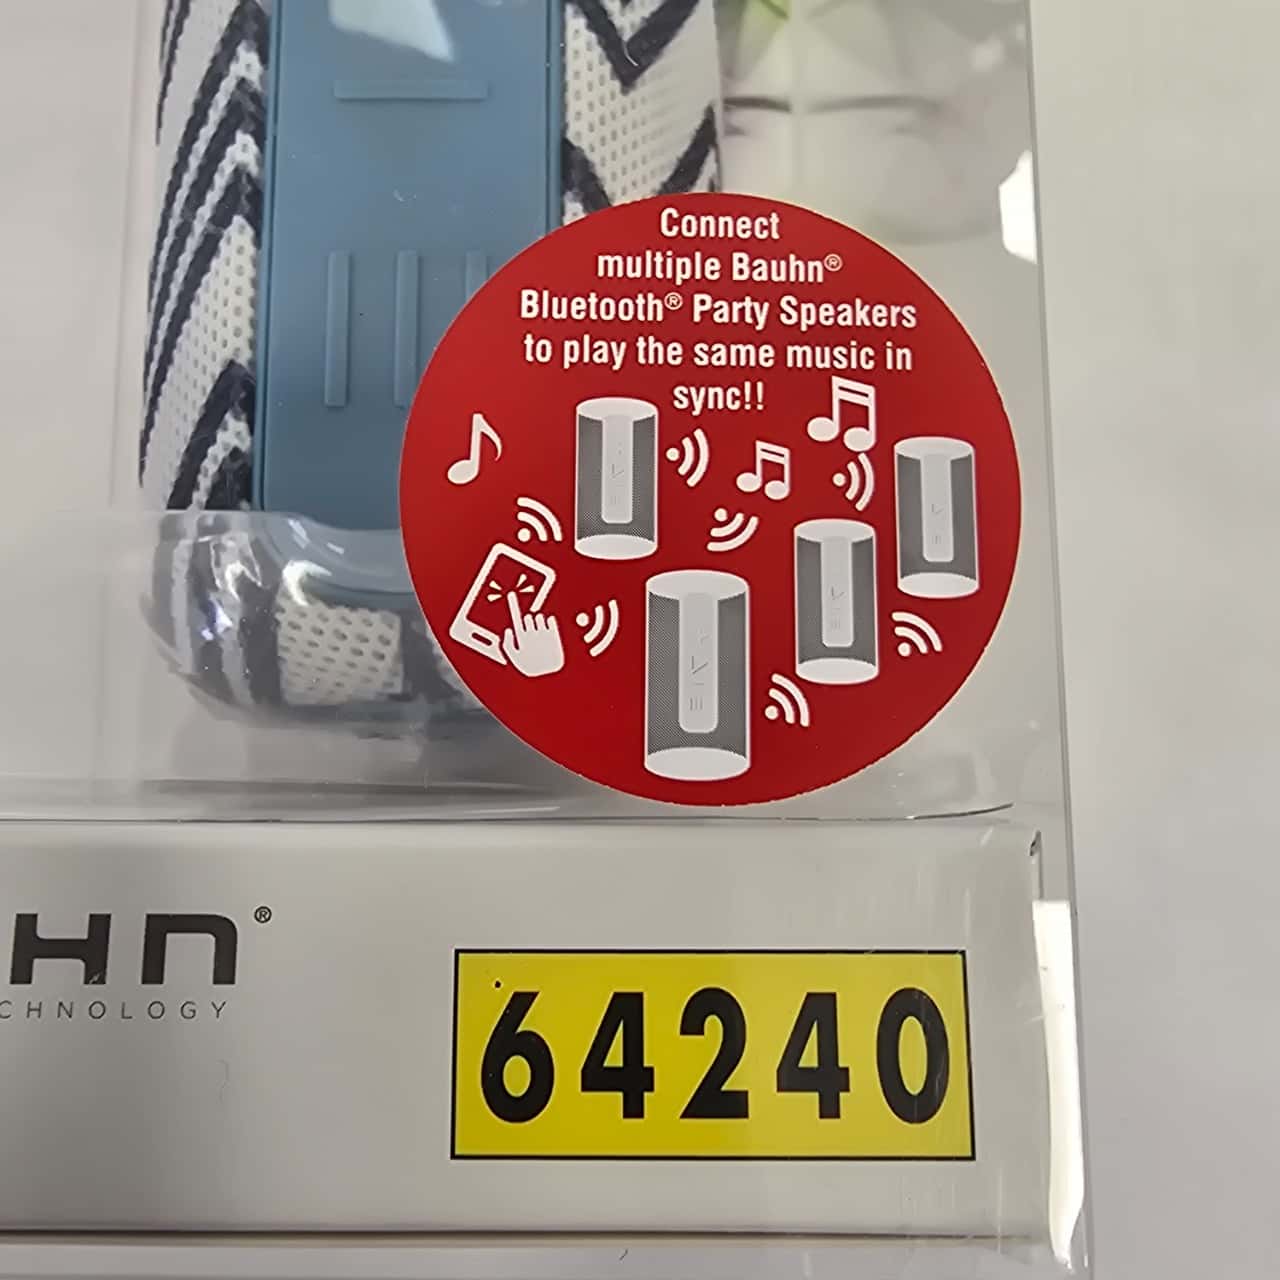 Connect
multiple Bauhn®
Bluetooth® Party Speakers
to play the same music in
sync!!
HN®
CHNOLOGY
64240